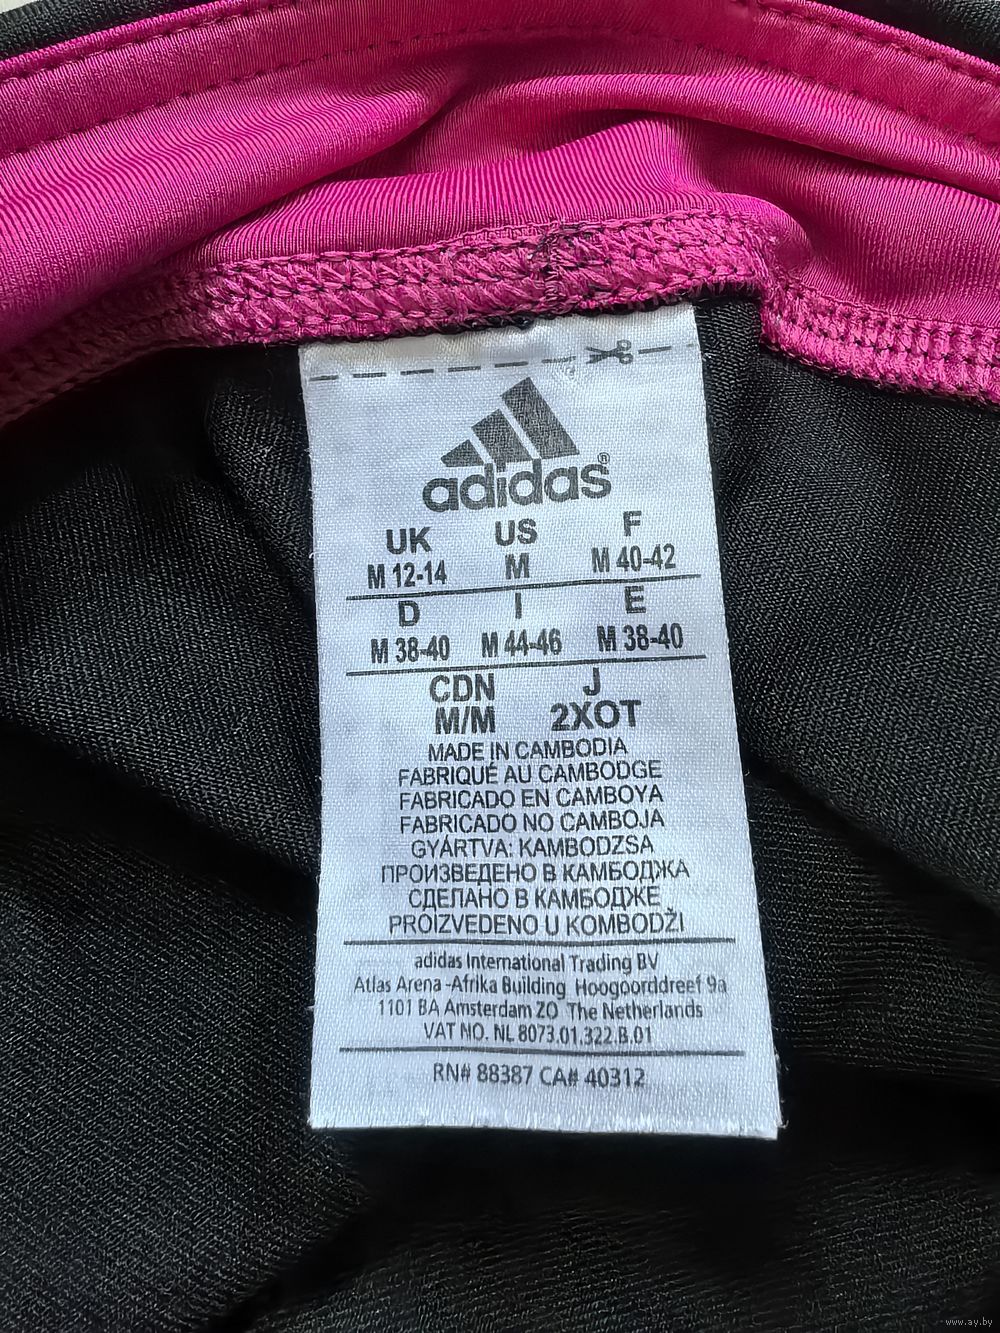 adidas®
UK US F
M 12-14 M M 40-42
D I E
M 38-40 M 44-46 M 38-40
CDN J
M/M 2XOT
MADE IN CAMBODIA
FABRIQUÉ AU CAMBODGE
FABRICADO EN CAMBOYA
FABRICADO NO CAMBOJA
GYÁRTVA: KAMBODZSA
ПРОИЗВЕДЕНО В КАМБОДЖА
СДЕЛАНО В КАМБОДЖЕ
PROIZVEDENO U KOMBODŽI
adidas International Trading BV
Atlas Arena -Afrika Building Hoogoorddreef 9a
1101 BA Amsterdam ZO The Netherlands
VAT NO. NL 8073.01.322.B.01
RN# 88387 CA# 40312
www.ay.by